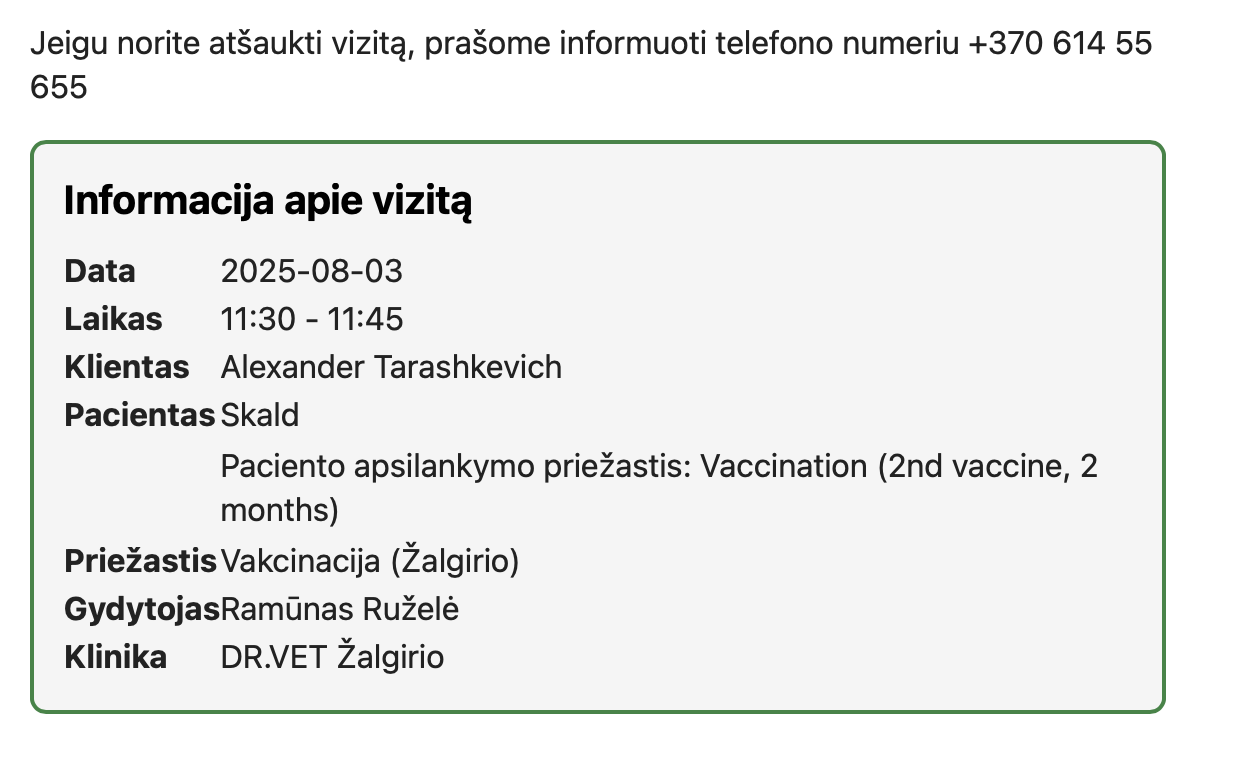 Jeigu norite atšaukti vizitą, prašome informuoti telefono numeriu +370 614 55
655
Informacija apie vizitą
Data 2025-08-03
Laikas 11:30 - 11:45
Klientas Alexander Tarashkevich
Pacientas Skald
Paciento apsilankymo priežastis: Vaccination (2nd vaccine, 2
months)
Priežastis Vakcinacija (Žalgirio)
Gydytojas Ramūnas Ruželė
Klinika DR.VET Žalgirio